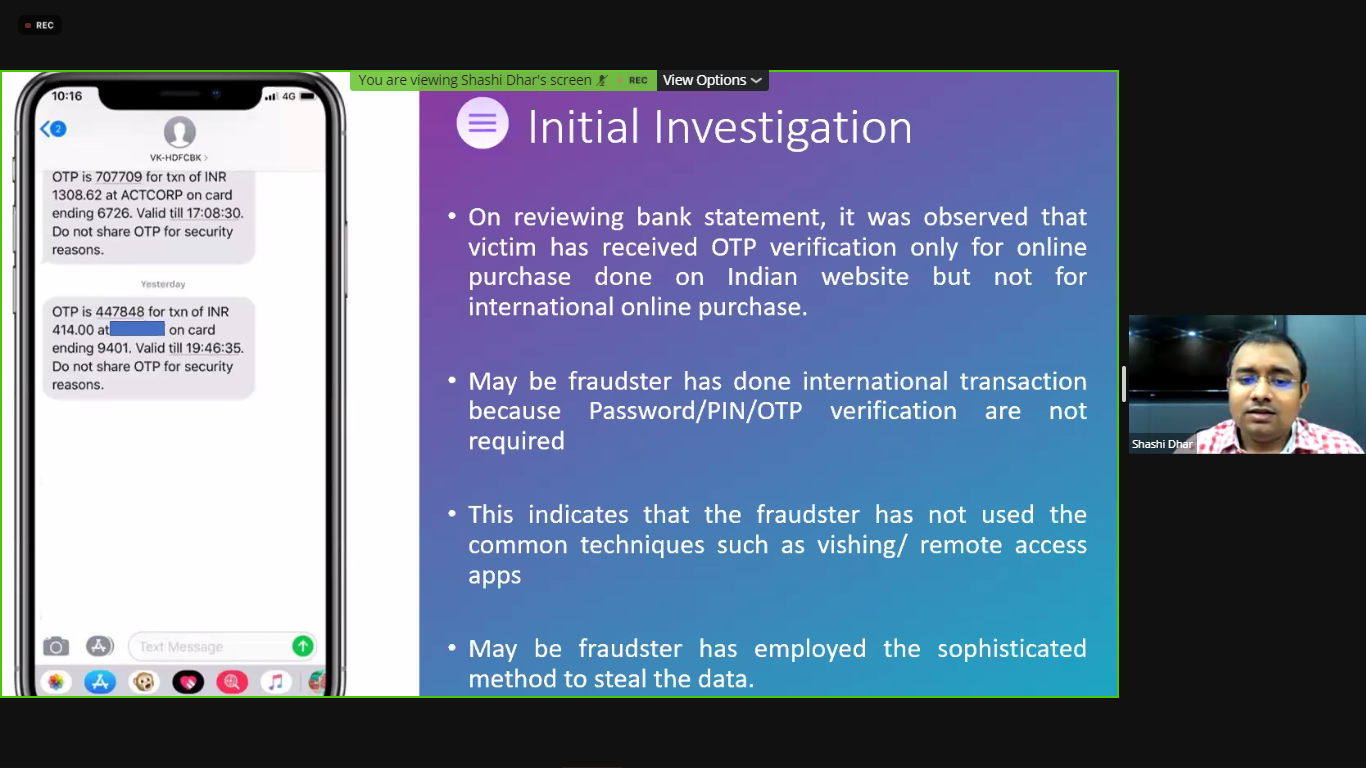 REC
You are viewing Shashi Dhar's screen
REC
View Options
10:16
4G
2
VK-HDFCBK >
OTP is 707709 for txn of INR
1308.62 at ACTCORP on card
ending 6726. Valid till 17:08:30.
Do not share OTP for security
reasons.
Yesterday
OTP is 447848 for txn of INR
414.00 at on card
ending 9401. Valid till 19:46:35.
Do not share OTP for security
reasons.
Text Message
Initial Investigation
• On reviewing bank statement, it was observed that
victim has received OTP verification only for online
purchase done on Indian website but not for
international online purchase.
• May be fraudster has done international transaction
because Password/PIN/OTP verification are not
required
• This indicates that the fraudster has not used the
common techniques such as vishing/ remote access
apps
• May be fraudster has employed the sophisticated
method to steal the data.
Shashi Dhar